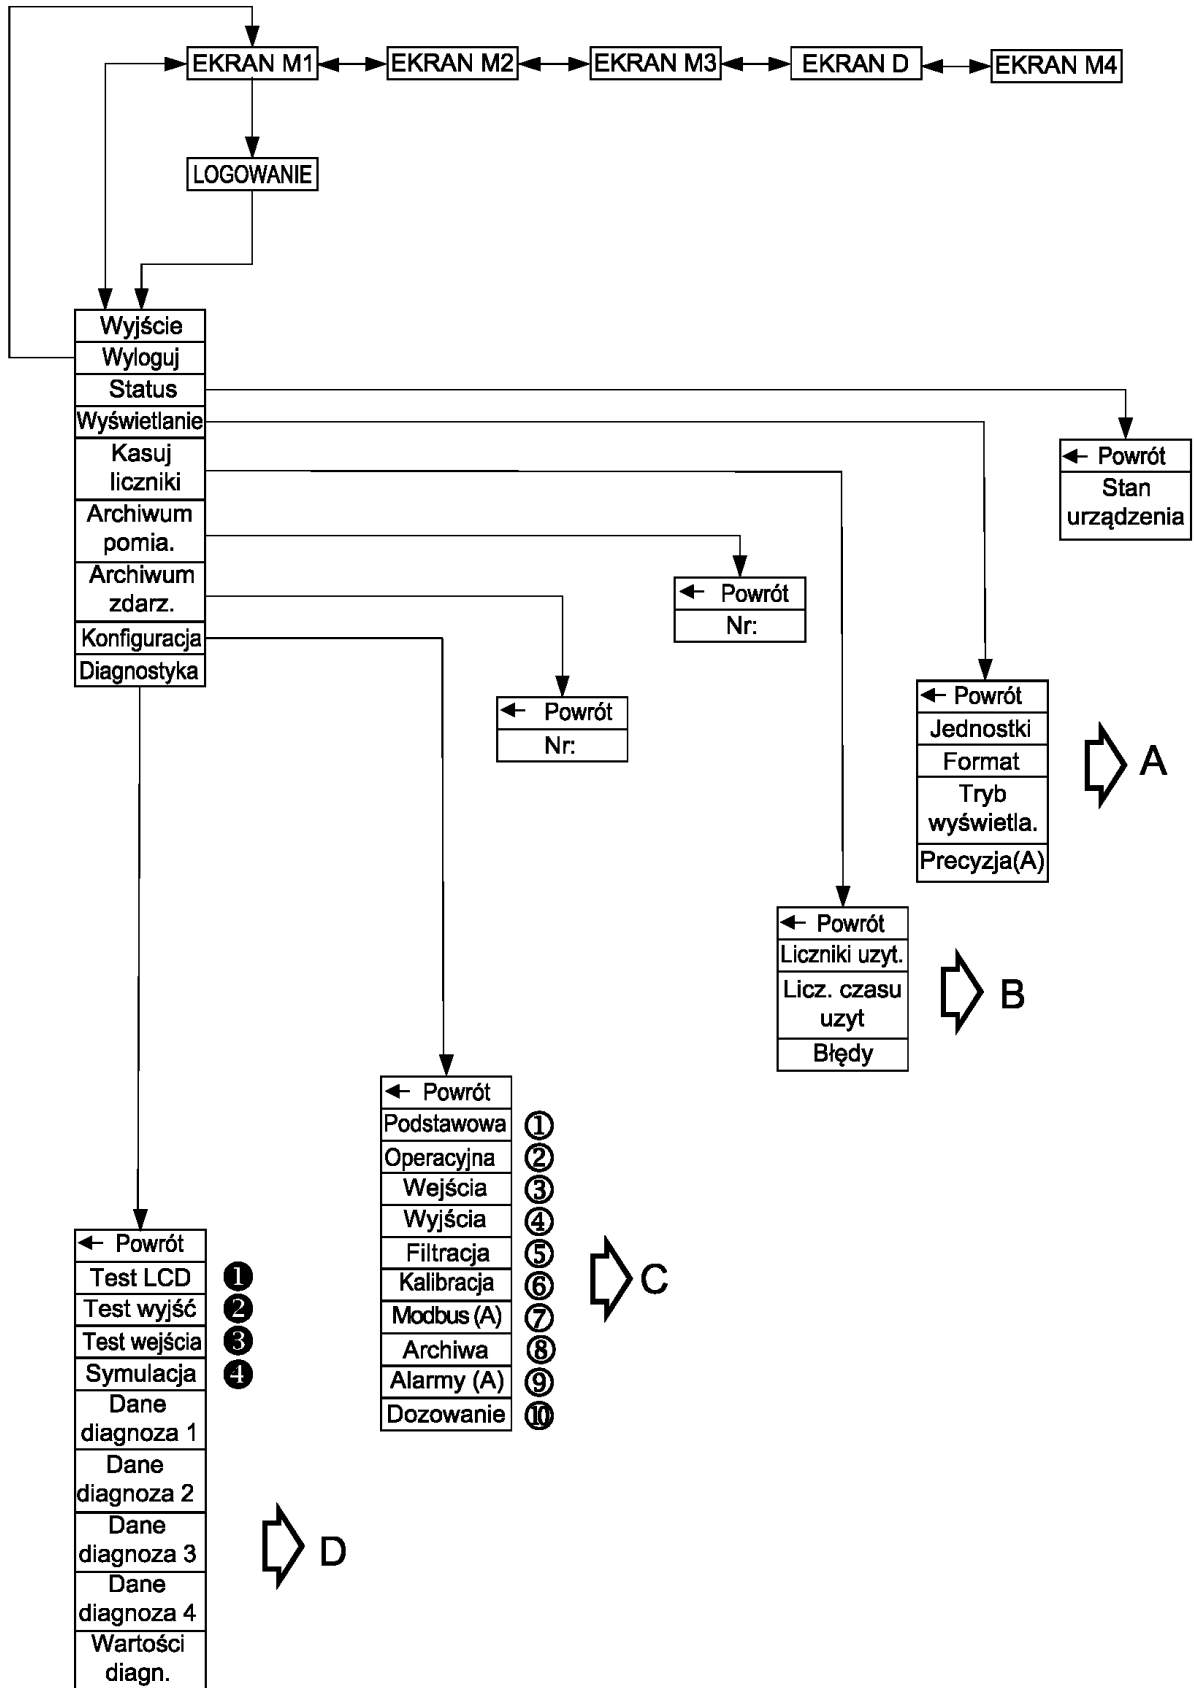 EKRAN M1
EKRAN M2
EKRAN M3
EKRAN D
EKRAN M4
LOGOWANIE
Wyjście
Wyloguj
Status
Wyświetlanie
Kasuj
liczniki
Archiwum
pomia.
Archiwum
zdarz.
Konfiguracja
Diagnostyka
← Powrót
Stan
urządzenia
← Powrót
Nr:
← Powrót
Nr:
← Powrót
Jednostki
Format
Tryb
wyświetla.
Precyzja(A)
A
← Powrót
Liczniki uzyt.
Licz. czasu
uzyt
Błędy
B
← Powrót
Podstawowa ①
Operacyjna ②
Wejścia ③
Wyjścia ④
Filtracja ⑤
Kalibracja ⑥
Modbus (A) ⑦
Archiwa ⑧
Alarmy (A) ⑨
Dozowanie ⑩
C
← Powrót
Test LCD ❶
Test wyjść ❷
Test wejścia ❸
Symulacja ❹
Dane
diagnoza 1
Dane
diagnoza 2
Dane
diagnoza 3
Dane
diagnoza 4
Wartości
diagn.
D